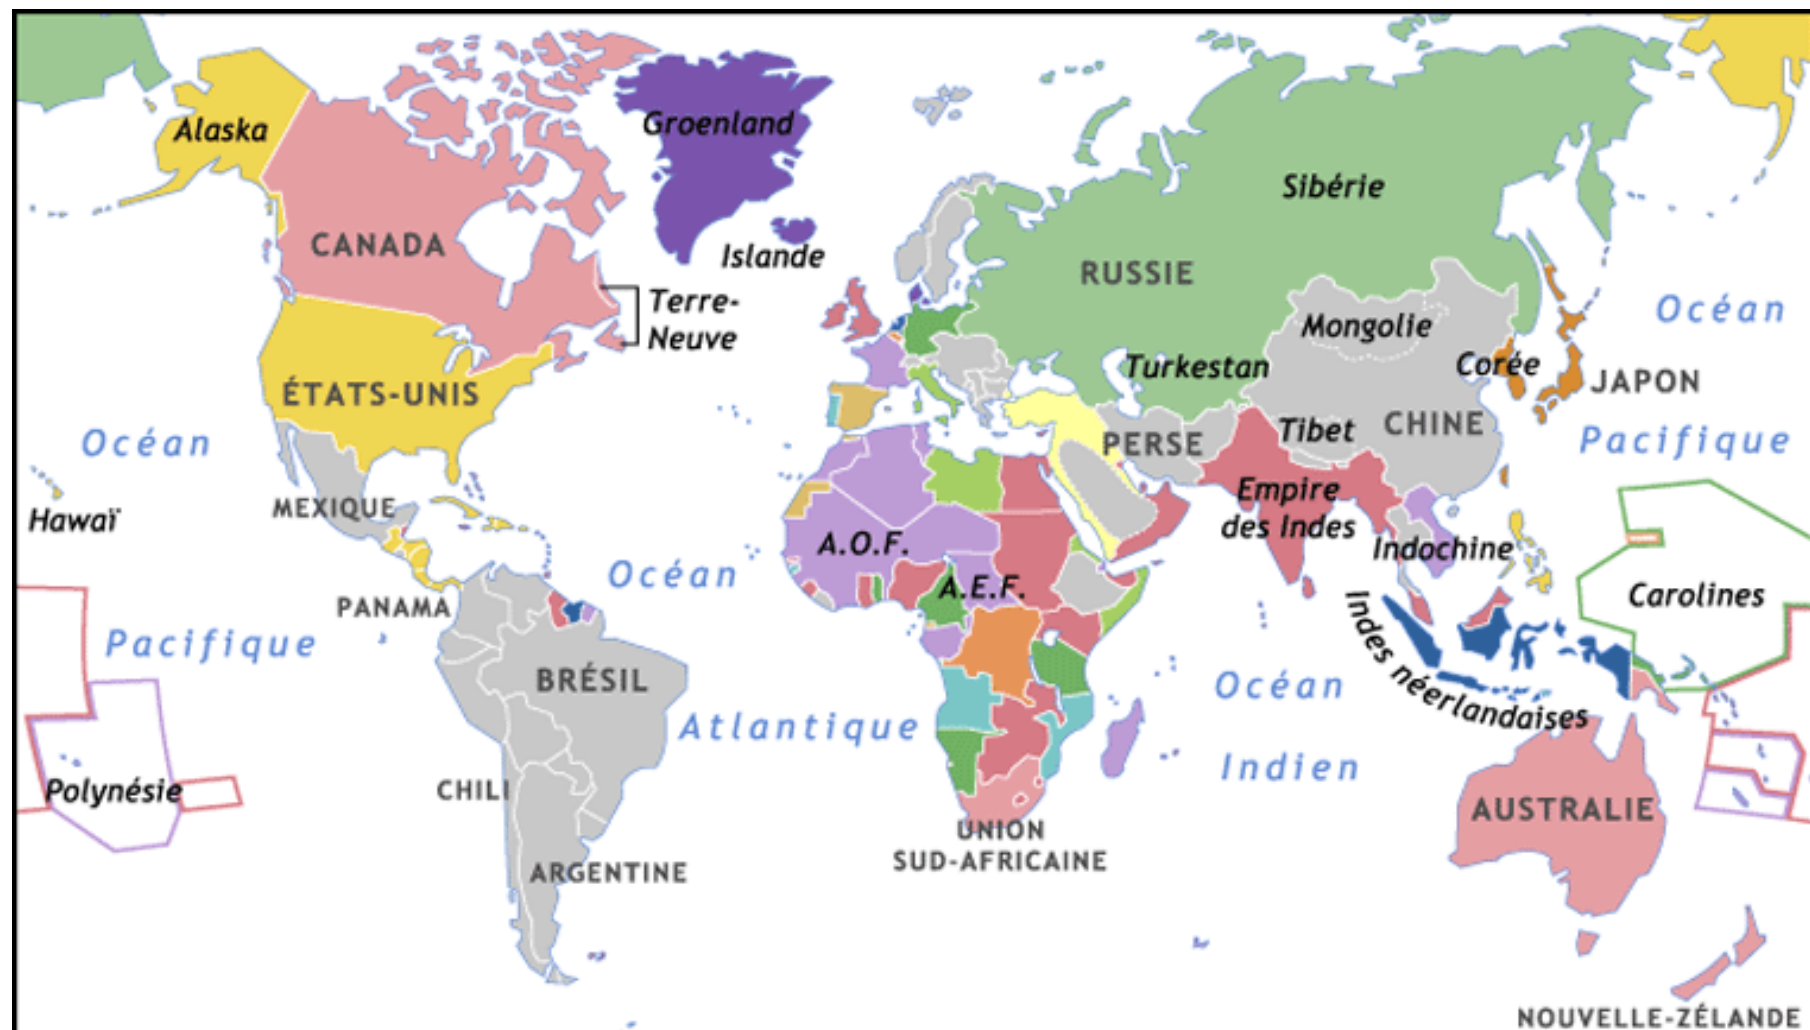 Groenland
Alaska
Sibérie
CANADA
Islande
RUSSIE
Terre-
Neuve
Océan
Mongolie
Turkestan
Corée
JAPON
ÉTATS-UNIS
Océan
Pacifique
PERSE
Tibet
CHINE
Pacifique
Empire
des Indes
MEXIQUE
Hawaï
A.O.F.
Indochine
Océan
A.E.F.
Carolines
PANAMA
Indes néerlandaises
BRÉSIL
Océan
Atlantique
Indien
Polynésie
CHILI
AUSTRALIE
UNION
SUD-AFRICAINE
ARGENTINE
NOUVELLE-ZÉLANDE